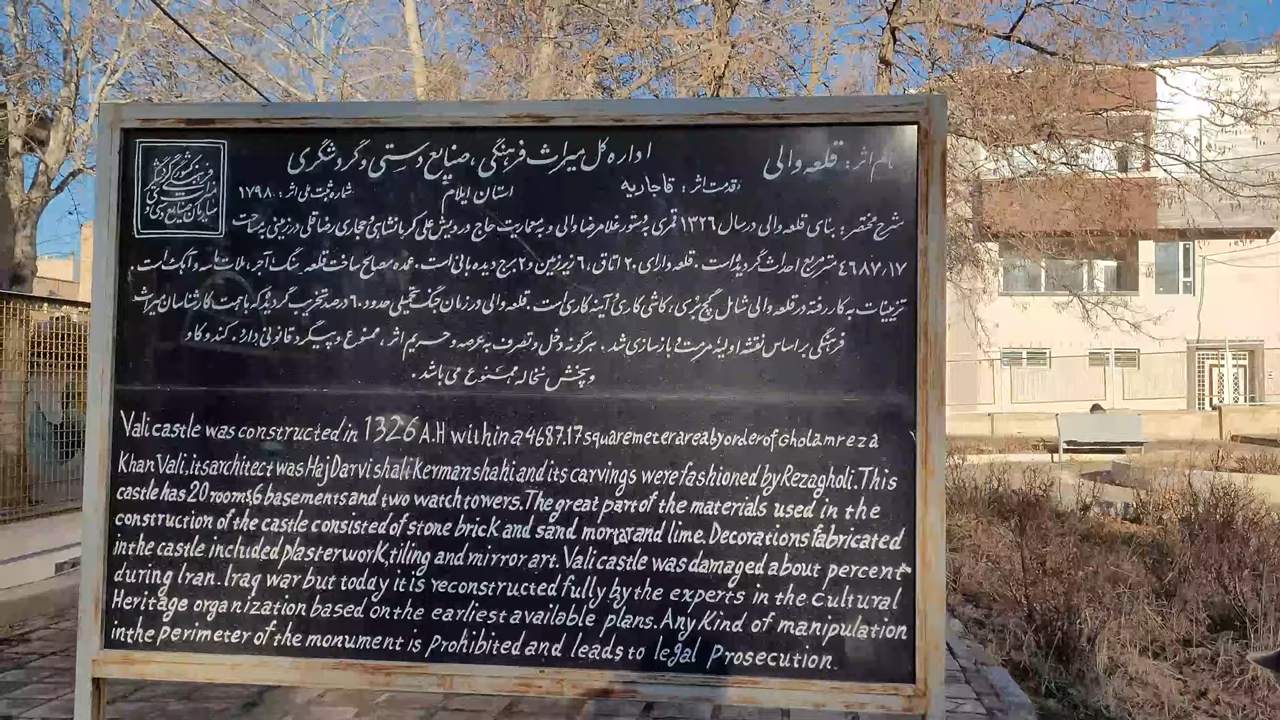 نام اثر: قلعه والی
اداره کل میراث فرهنگی، صنایع دستی و گردشگری
قدمت اثر: قاجاریه
استان ایلام
شماره ثبت ملی اثر: ۱۷۹۸
شرح مختصر: بنای قلعه والی در سال ۱۳۲۶ قمری به دستور غلامرضا والی و به معماریت حاج درویش علی کرمانشاهی و حجاری رضاقلی در زمینی به مساحت
۴۶۸۷٫۱۷ مترمربع احداث گردیده است. قلعه دارای ۲۰ اتاق، ۶ زیرزمین و ۲ برج دیده بانی است. عمده مصالح ساخت قلعه سنگ، آجر، ملات ماسه و آهک است.
تزیینات به کار رفته در قلعه والی شامل گچ بری، کاشی کاری و آینه کاری است. قلعه والی در زمان جنگ تحمیلی حدود ۶۰ درصد تخریب گردید که با همت کارشناسان میراث
فرهنگی بر اساس نقشه اولیه مرمت و بازسازی شد. هرگونه دخل و تصرف به عرصه و حریم اثر، ممنوع و پیگرد قانونی دارد. کندوکاو
و پخش نخاله ممنوع می باشد.
Vali castle was constructed in 1326 A.H within a 4687.17 square meter area by order of Gholamreza
Khan Vali, its architect was Haj Darvishali Kermanshahi and its carvings were fashioned by Rezagholi. This
castle has 20 rooms, 6 basements and two watchtowers. The great part of the materials used in the
construction of the castle consisted of stone brick and sand mortar and lime. Decorations fabricated
in the castle included plasterwork, tiling and mirror art. Vali castle was damaged about percent
during Iran. Iraq war but today it is reconstructed fully by the experts in the Cultural
Heritage organization based on the earliest available plans. Any Kind of manipulation
in the perimeter of the monument is Prohibited and leads to legal Prosecution.